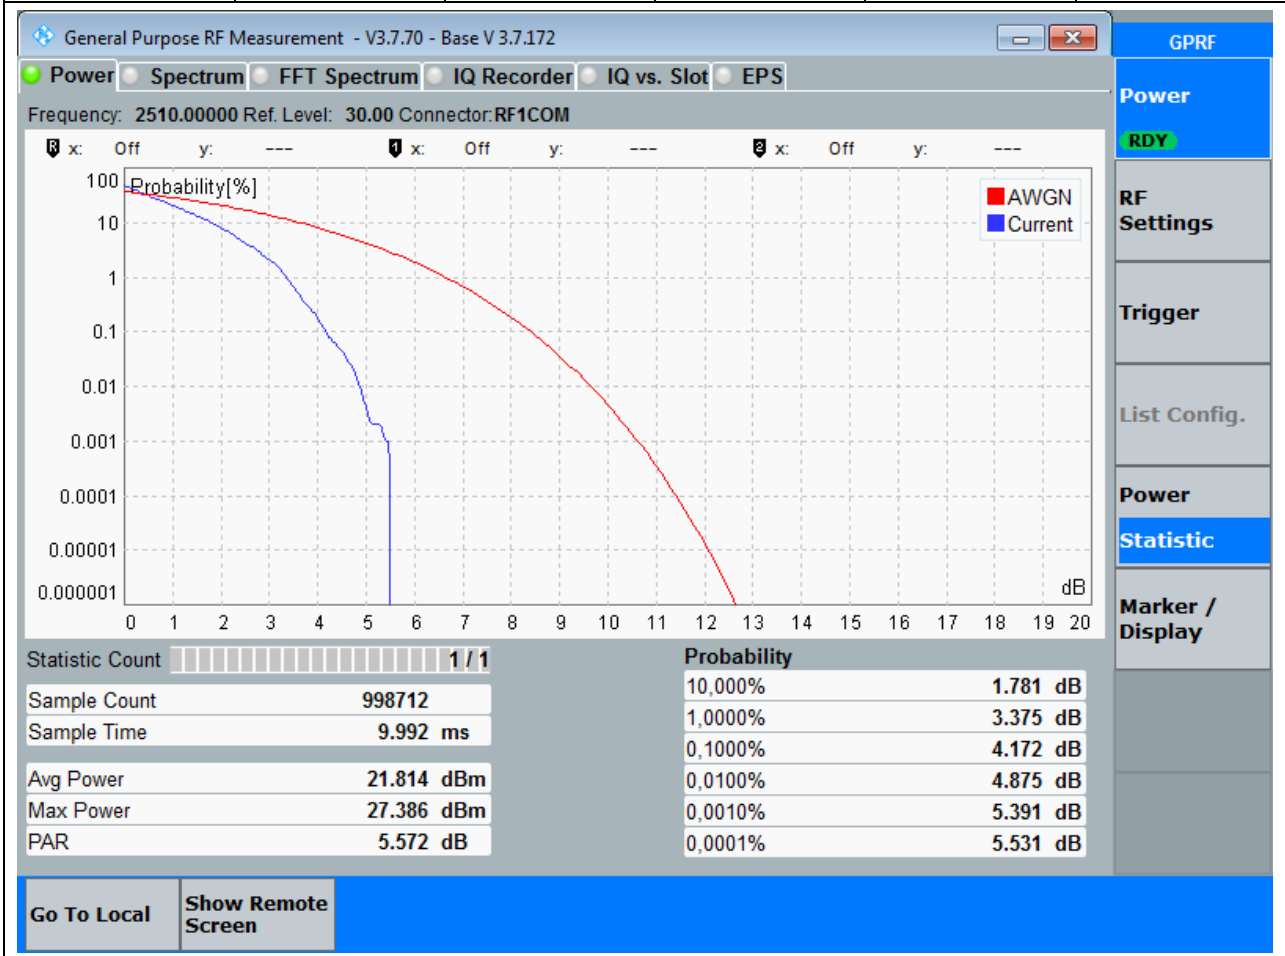 General Purpose RF Measurement - V3.7.70 - Base V 3.7.172
GPRF
Power Spectrum FFT Spectrum IQ Recorder IQ vs. Slot EPS
Frequency: 2510.00000 Ref. Level: 30.00 Connector:RF1COM
R x: Off y: --- 1 x: Off y: --- 2 x: Off y: ---
Probability[%]
AWGN
Current
100
10
1
0.1
0.01
0.001
0.0001
0.00001
0.000001
dB
0 1 2 3 4 5 6 7 8 9 10 11 12 13 14 15 16 17 18 19 20
Statistic Count 1 / 1
Sample Count 998712
Sample Time 9.992 ms
Avg Power 21.814 dBm
Max Power 27.386 dBm
PAR 5.572 dB
Probability
10,000% 1.781 dB
1,0000% 3.375 dB
0,1000% 4.172 dB
0,0100% 4.875 dB
0,0010% 5.391 dB
0,0001% 5.531 dB
Power
RDY
RF
Settings
Trigger
List Config.
Power
Statistic
Marker /
Display
Go To Local
Show Remote
Screen